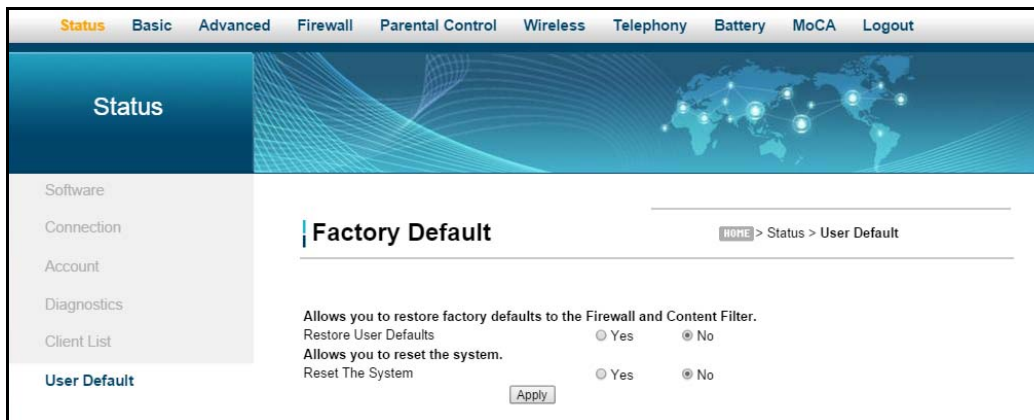 Status Basic Advanced Firewall Parental Control Wireless Telephony Battery MoCA Logout
Status
Software
Connection
Account
Diagnostics
Client List
User Default
Factory Default
HOME > Status > User Default
Allows you to restore factory defaults to the Firewall and Content Filter.
Restore User Defaults Yes No
Allows you to reset the system.
Reset The System Yes No
Apply